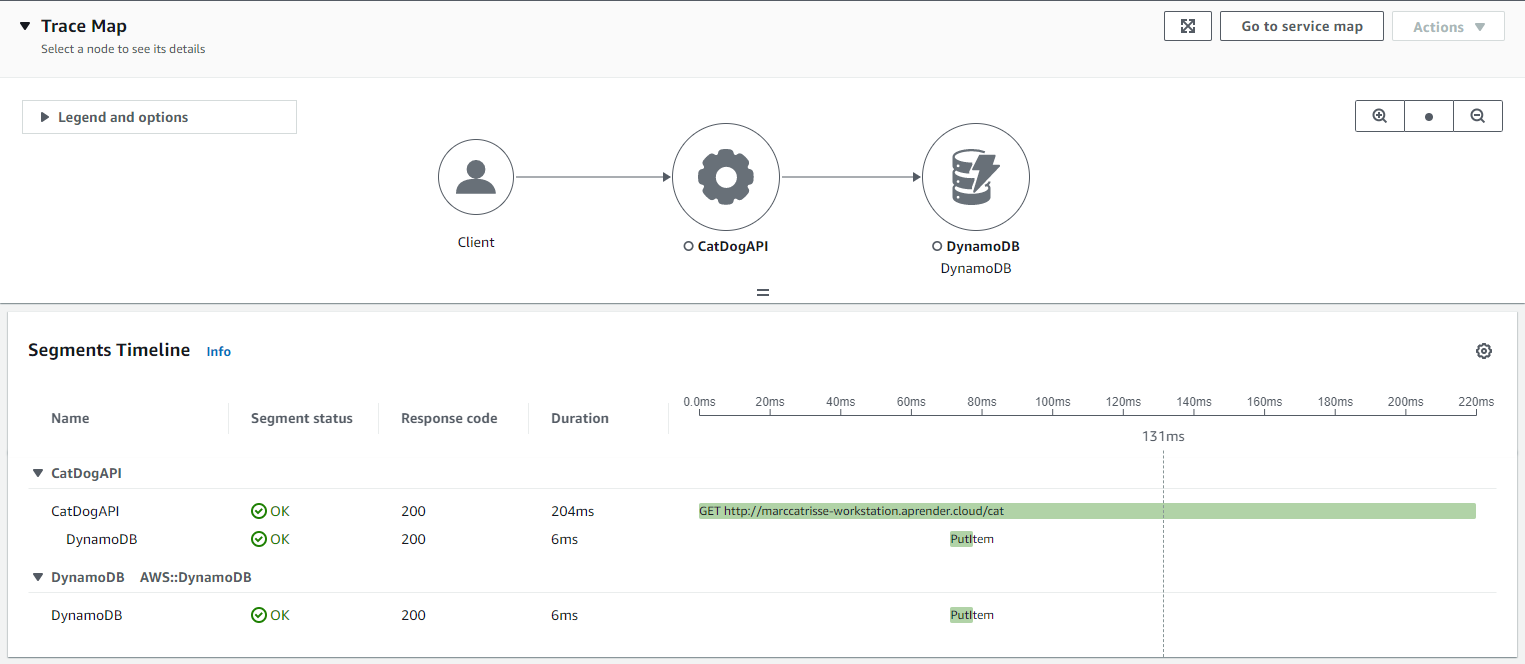 Trace Map
Select a node to see its details
Go to service map
Actions
Legend and options
Client
CatDogAPI
DynamoDB
DynamoDB
Segments Timeline Info
0.0ms 20ms 40ms 60ms 80ms 100ms 120ms 140ms 160ms 180ms 200ms 220ms
Name Segment status Response code Duration
131ms
CatDogAPI
CatDogAPI OK 200 204ms GET http://marccatrisse-workstation.aprender.cloud/cat
DynamoDB OK 200 6ms PutItem
DynamoDB AWS::DynamoDB
DynamoDB OK 200 6ms PutItem